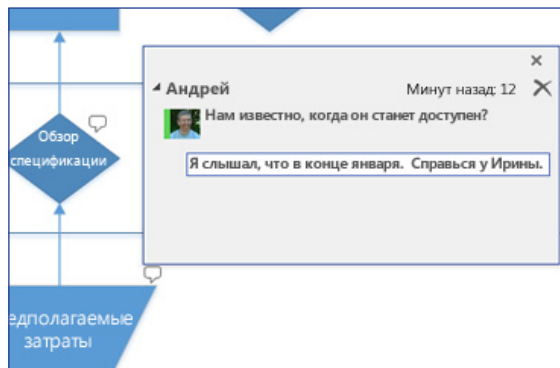 Андрей
Минут назад: 12
Нам известно, когда он станет доступен?
Я слышал, что в конце января. Справься у Ирины.
Обзор
спецификации
едполагаемые
затраты